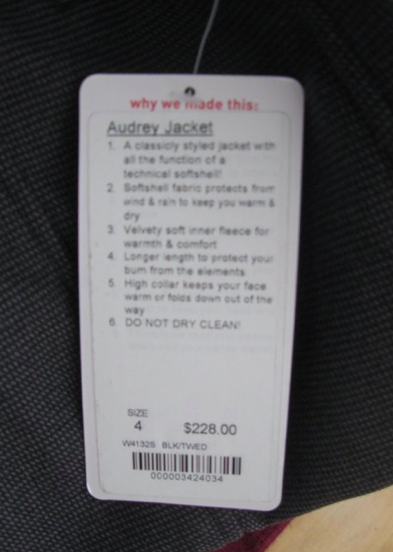 why we made this:
Audrey Jacket
1. A classicly styled jacket with
all the function of a
technical softshell!
2. Softshell fabric protects from
wind & rain to keep you warm &
dry
3. Velvety soft inner fleece for
warmth & comfort
4. Longer length to protect your
bum from the elements
5. High collar keeps your face
warm or folds down out of the
way
6. DO NOT DRY CLEAN!
SIZE
4 $228.00
W4132S BLK/TWED
000003424034